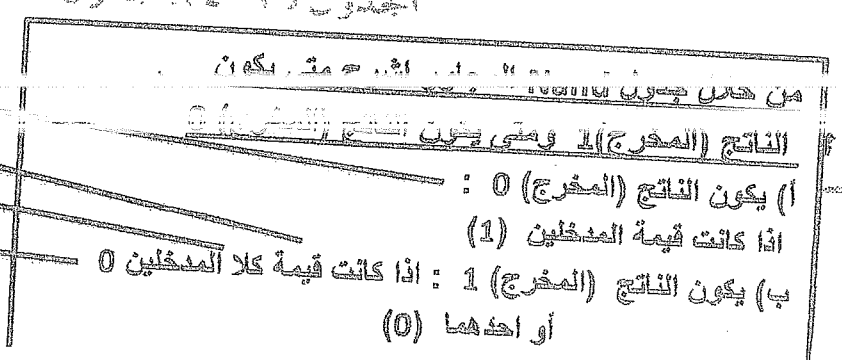 من خلال جدول Nand المجاور اشرح متى يكون
الناتج (المخرج)1 ومتى يكون الناتج (المخرج) 0
أ) يكون الناتج (المخرج) 0 :
اذا كانت قيمة المدخلين (1)
ب) يكون الناتج (المخرج) 1 : اذا كانت قيمة كلا المدخلين 0
أو احدهما (0)